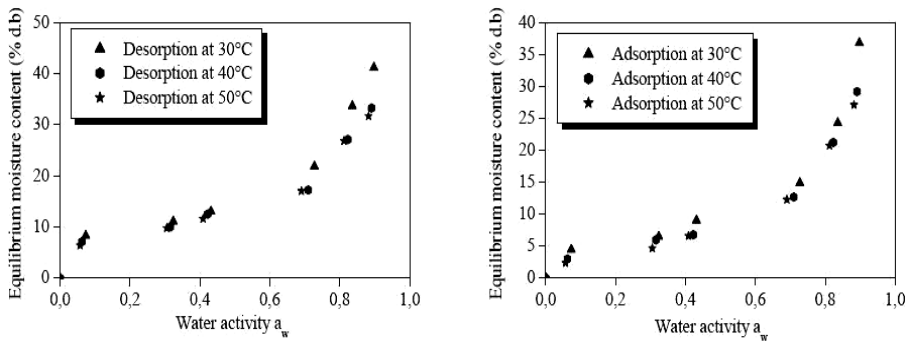 Equilibrium moisture content (% d.b)
50
40
30
20
10
0
Desorption at 30°C
Desorption at 40°C
Desorption at 50°C
0,0 0,2 0,4 0,6 0,8 1,0
Water activity a_w
Equilibrium moisture content (% d.b)
40
35
30
25
20
15
10
5
0
Adsorption at 30°C
Adsorption at 40°C
Adsorption at 50°C
0,0 0,2 0,4 0,6 0,8 1,0
Water activity a_w